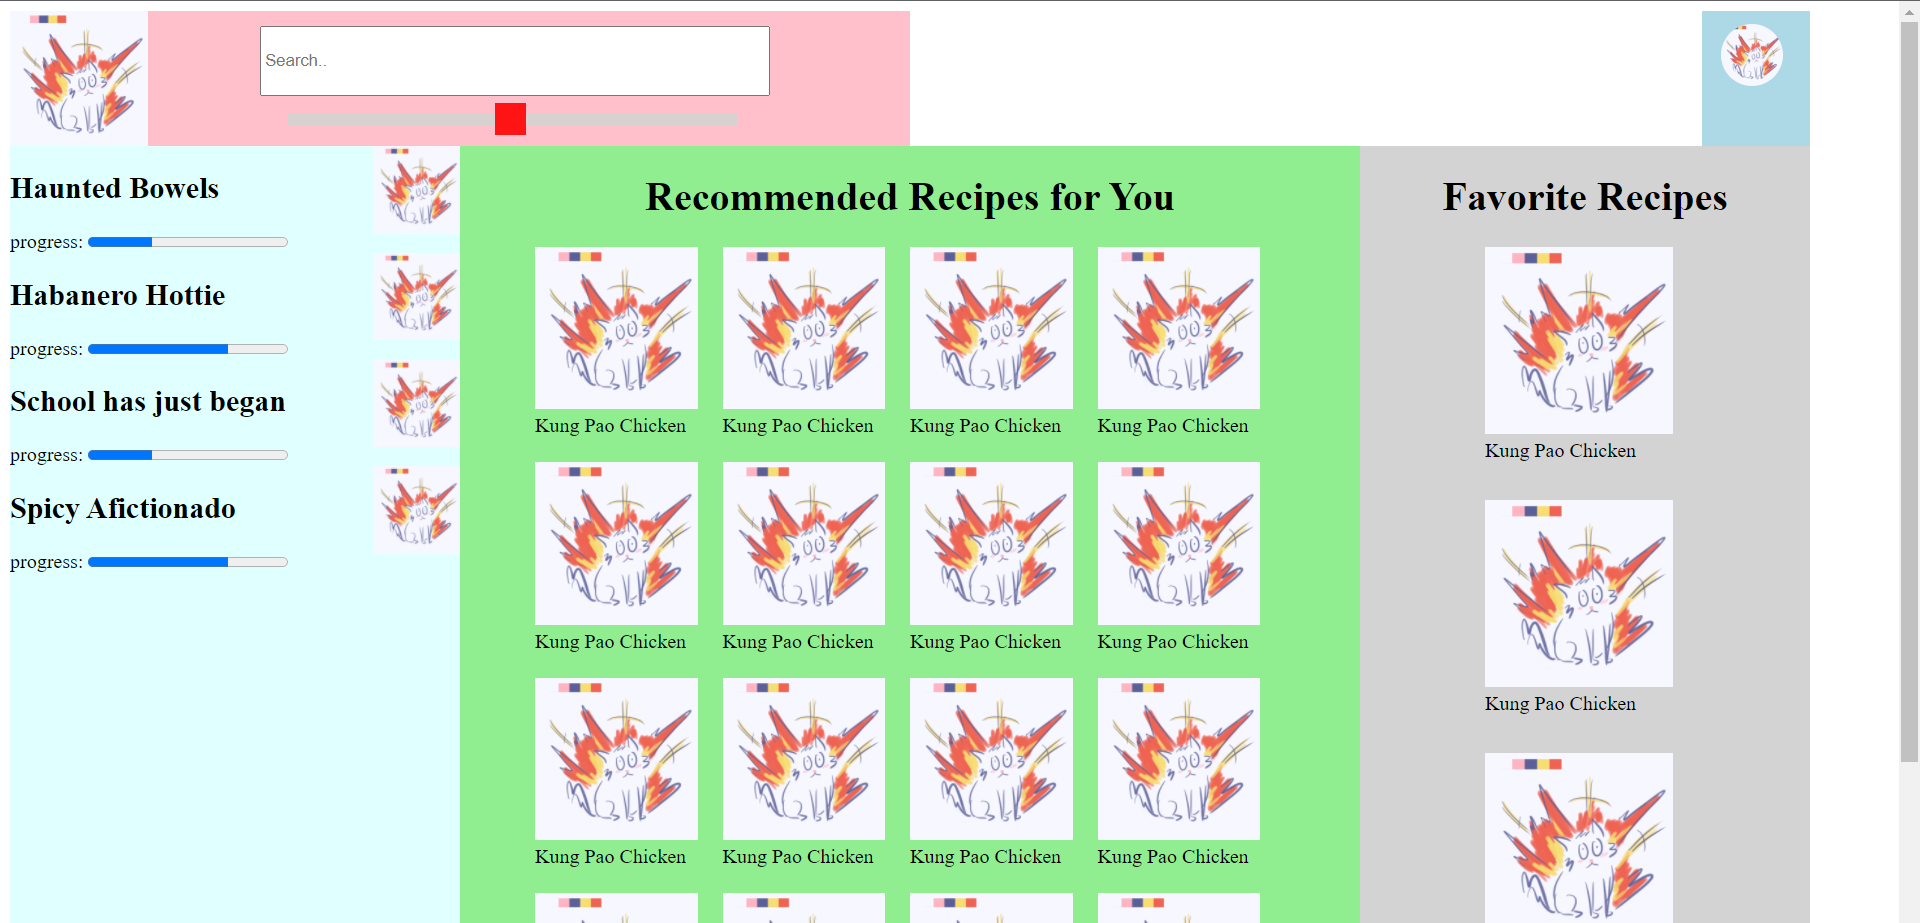 Search..
Haunted Bowels
progress:
Habanero Hottie
progress:
School has just began
progress:
Spicy Afictionado
progress:
Recommended Recipes for You
Kung Pao Chicken Kung Pao Chicken Kung Pao Chicken Kung Pao Chicken
Kung Pao Chicken Kung Pao Chicken Kung Pao Chicken Kung Pao Chicken
Kung Pao Chicken Kung Pao Chicken Kung Pao Chicken Kung Pao Chicken
Favorite Recipes
Kung Pao Chicken
Kung Pao Chicken